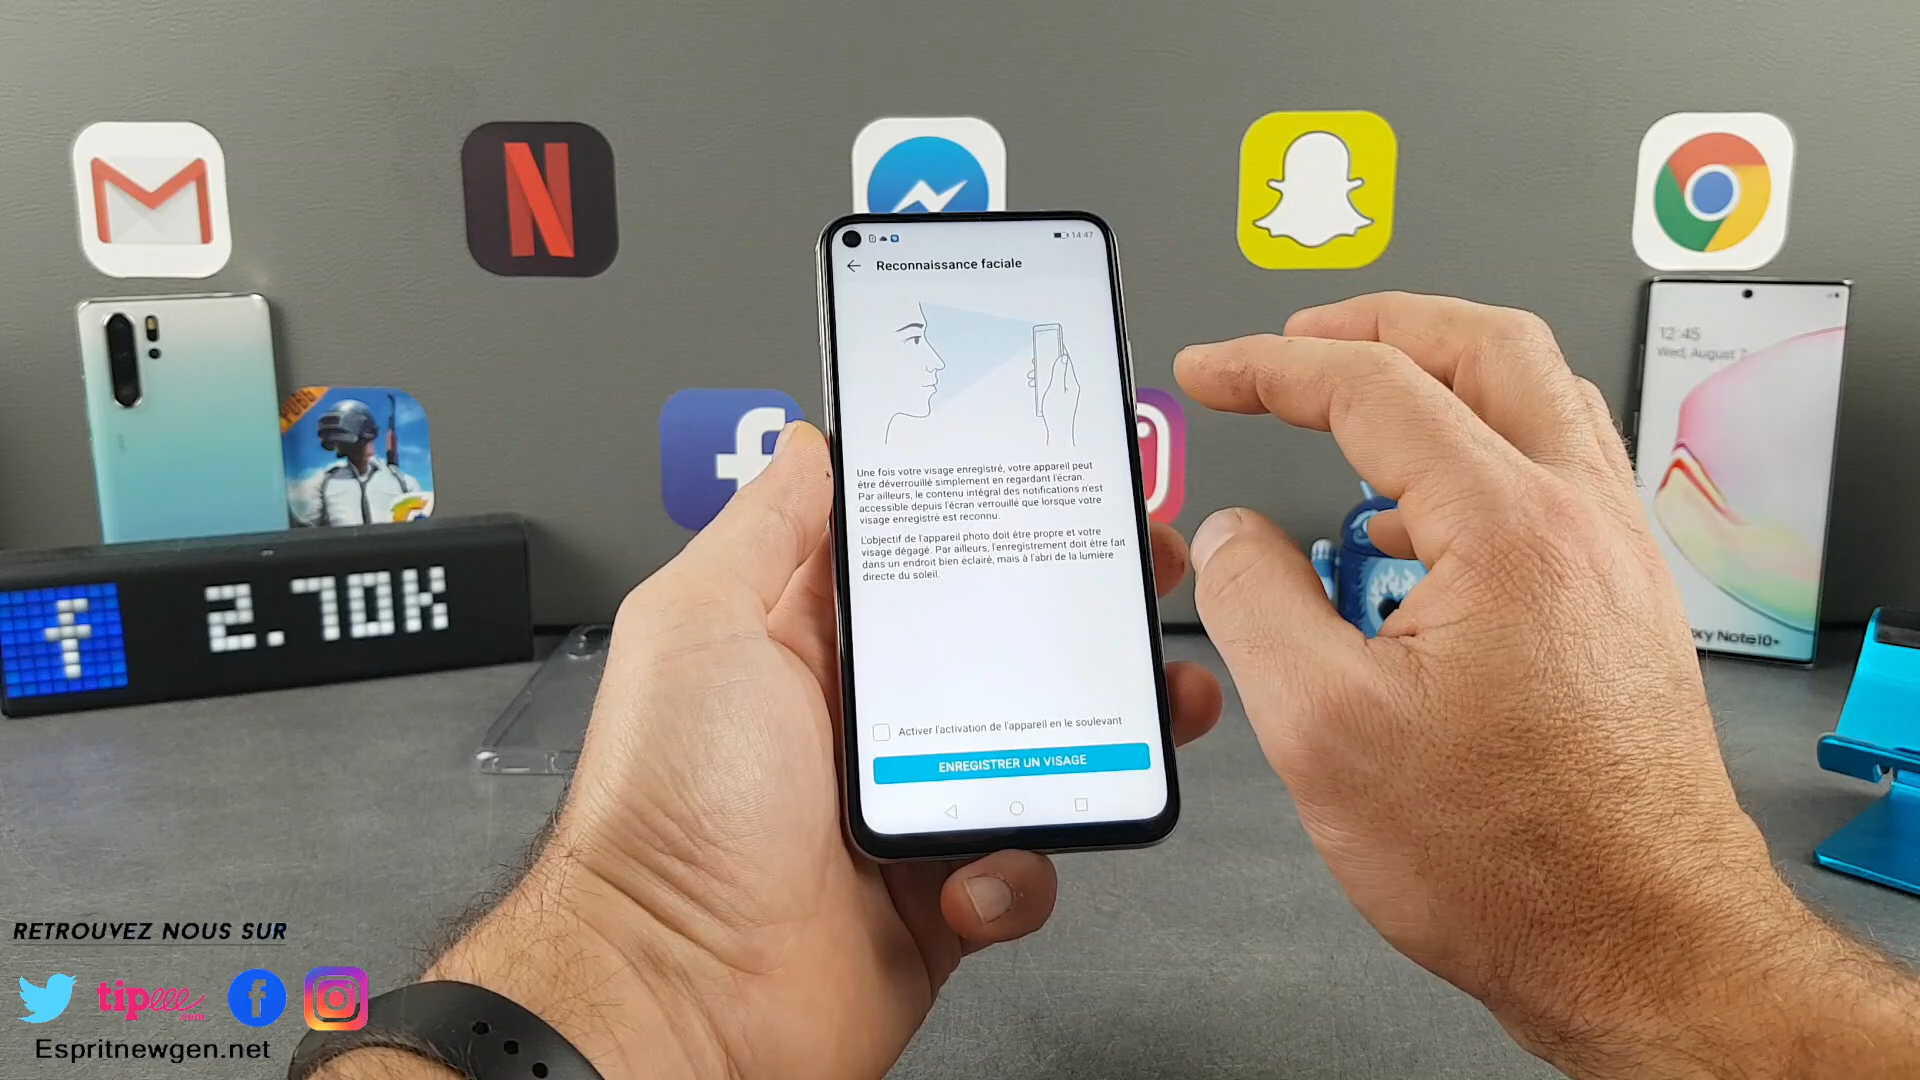 14:47
Reconnaissance faciale
Une fois votre visage enregistré, votre appareil peut
être déverrouillé simplement en regardant l'écran.
Par ailleurs, le contenu intégral des notifications n'est
accessible depuis l'écran verrouillé que lorsque votre
visage enregistré est reconnu.
L'objectif de l'appareil photo doit être propre et votre
visage dégagé. Par ailleurs, l'enregistrement doit être fait
dans un endroit bien éclairé, mais à l'abri de la lumière
directe du soleil.
Activer l'activation de l'appareil en le soulevant
ENREGISTRER UN VISAGE
12:45
Wed, August 7
xy Note10+
PUBG
2.70K
RETROUVEZ NOUS SUR
tipeee
.com
Espritnewgen.net